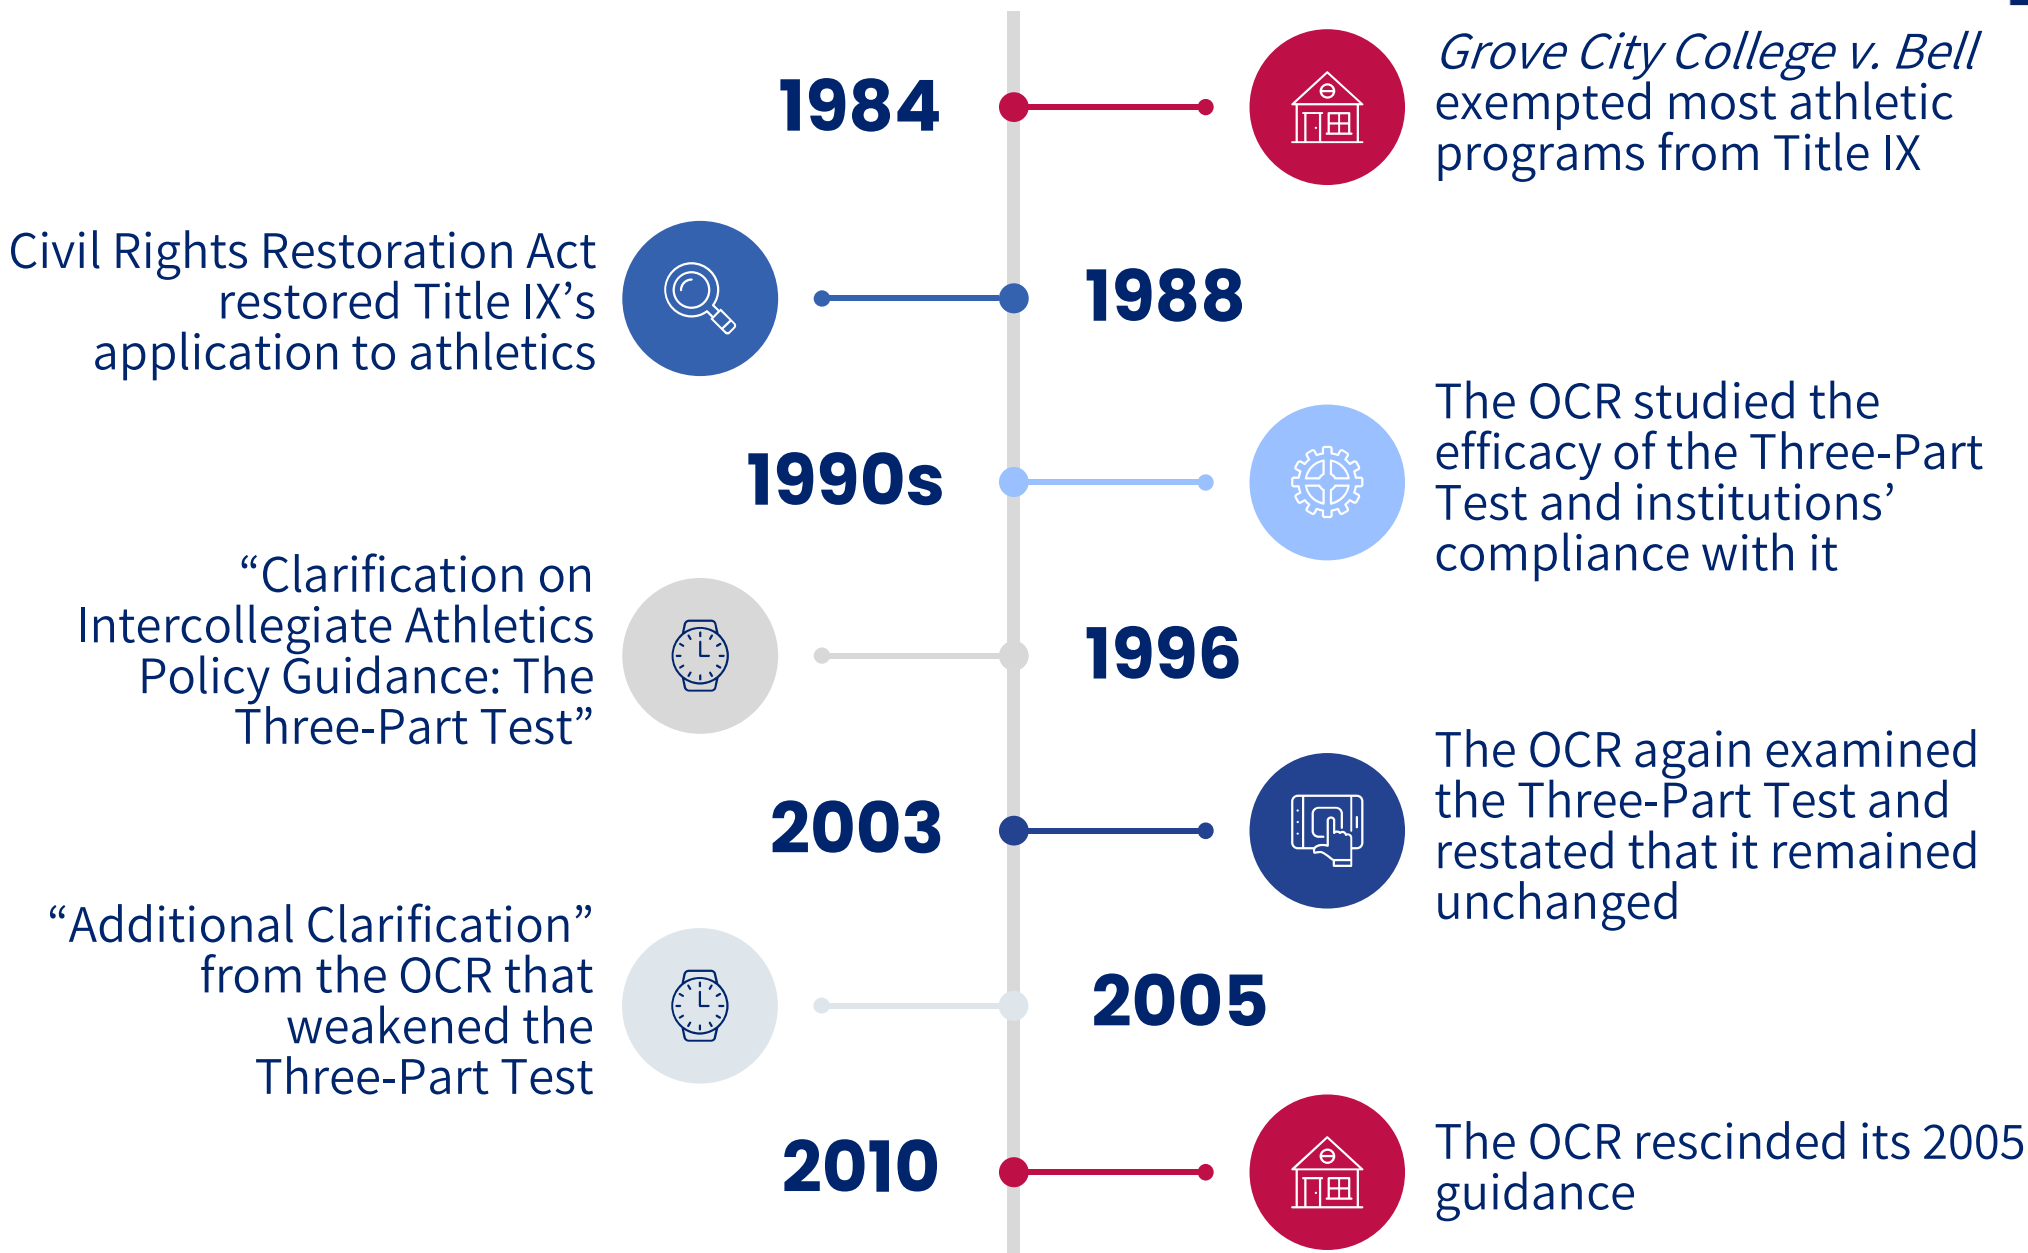 1984
Grove City College v. Bell
exempted most athletic
programs from Title IX
Civil Rights Restoration Act
restored Title IX’s
application to athletics
1988
1990s
The OCR studied the
efficacy of the Three-Part
Test and institutions’
compliance with it
“Clarification on
Intercollegiate Athletics
Policy Guidance: The
Three-Part Test”
1996
2003
The OCR again examined
the Three-Part Test and
restated that it remained
unchanged
“Additional Clarification”
from the OCR that
weakened the
Three-Part Test
2005
2010
The OCR rescinded its 2005
guidance